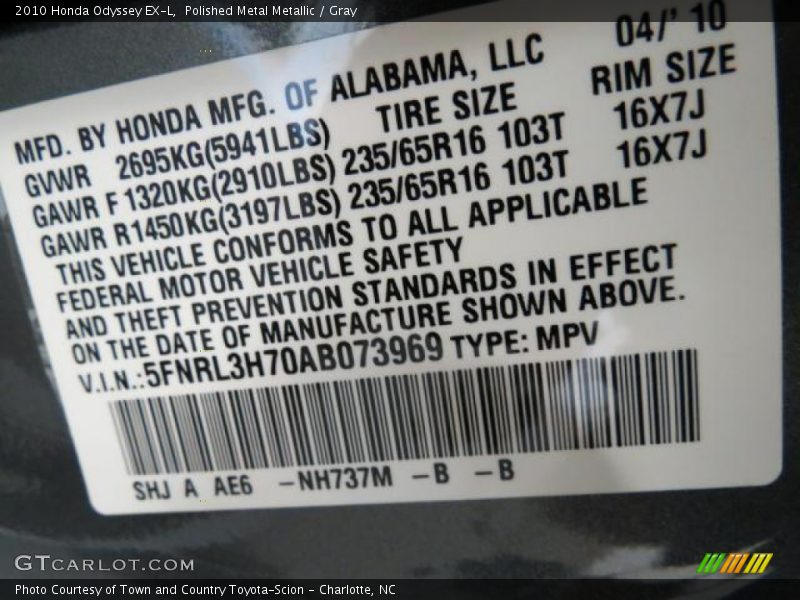 2010 Honda Odyssey EX-L, Polished Metal Metallic / Gray
MFD. BY HONDA MFG. OF ALABAMA, LLC 04/' 10
GVWR 2695KG(5941LBS) TIRE SIZE RIM SIZE
GAWR F1320KG(2910LBS) 235/65R16 103T 16X7J
GAWR R1450KG(3197LBS) 235/65R16 103T 16X7J
THIS VEHICLE CONFORMS TO ALL APPLICABLE
FEDERAL MOTOR VEHICLE SAFETY
AND THEFT PREVENTION STANDARDS IN EFFECT
ON THE DATE OF MANUFACTURE SHOWN ABOVE.
V.I.N.:5FNRL3H70AB073969 TYPE: MPV
SHJ A AE6 -NH737M -B -B
GTCARLOT.COM
Photo Courtesy of Town and Country Toyota-Scion - Charlotte, NC